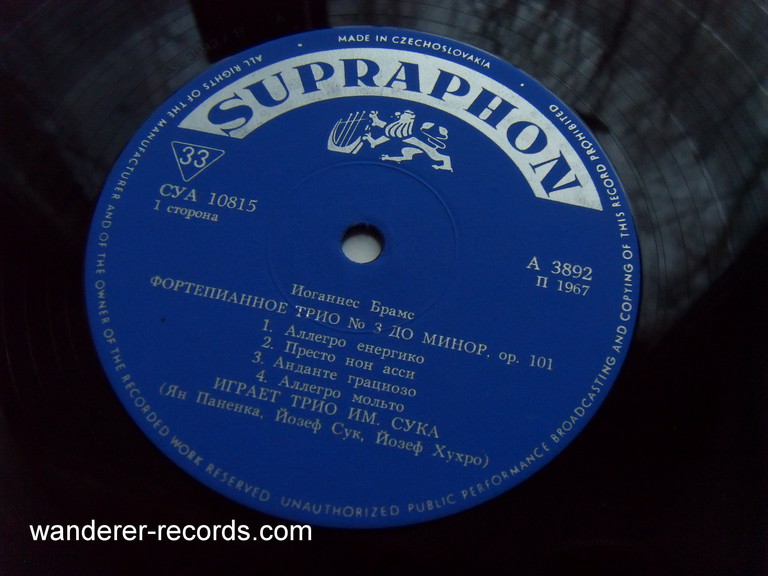 MADE IN CZECHOSLOVAKIA
ALL RIGHTS OF THE MANUFACTURER AND OF THE OWNER OF THE RECORDED WORK RESERVED UNAUTHORIZED PUBLIC PERFORMANCE BROADCASTING AND COPYING OF THIS RECORD PROHIBITED
SUPRAPHON
33
СУА 10815
1 сторона
А 3892
П 1967
Иоганнес Брамс
ФОРТЕПИАННОЕ ТРИО № 3 ДО МИНОР, ор. 101
1. Аллегро енергико
2. Престо нон асси
3. Анданте грациозо
4. Аллегро мольто
ИГРАЕТ ТРИО ИМ. СУКА
(Ян Паненка, Йозеф Сук, Йозеф Хухро)
wanderer-records.com